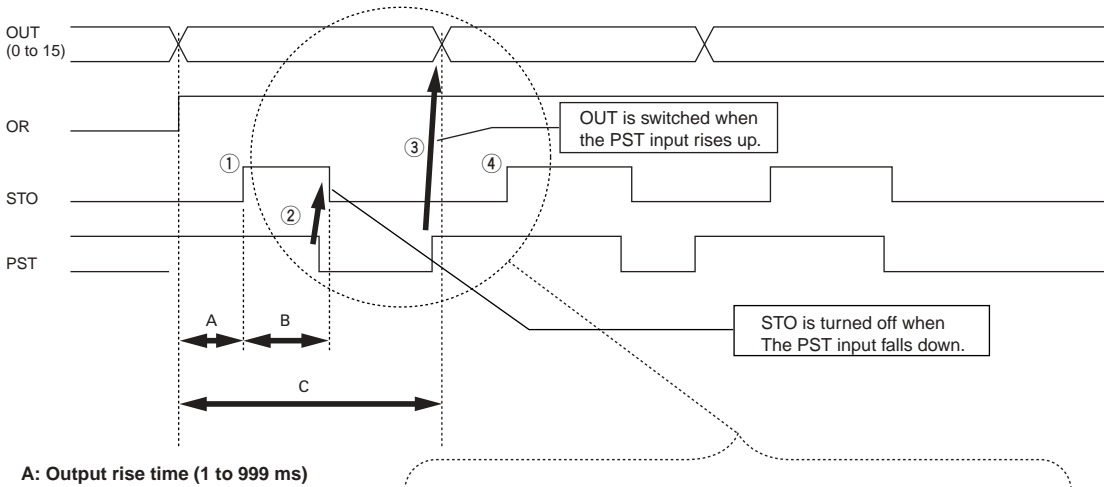 OUT
(0 to 15)
OR
OUT is switched when
the PST input rises up.
③
①
④
STO
②
PST
A
B
STO is turned off when
The PST input falls down.
C
A: Output rise time (1 to 999 ms)